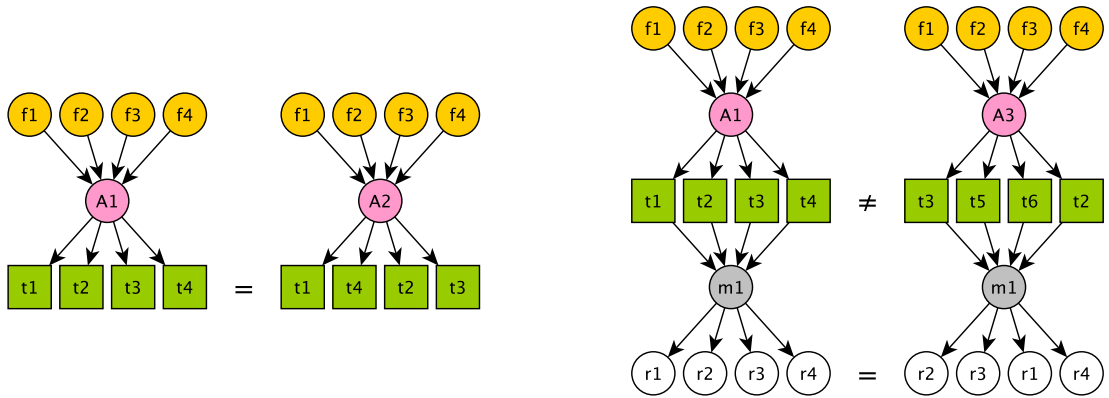 f1 f2 f3 f4 f1 f2 f3 f4
A1 A3
f1 f2 f3 f4 f1 f2 f3 f4
t1 t2 t3 t4 ≠ t3 t5 t6 t2
A1 A2
t1 t2 t3 t4 = t1 t4 t2 t3
m1 m1
r1 r2 r3 r4 = r2 r3 r1 r4